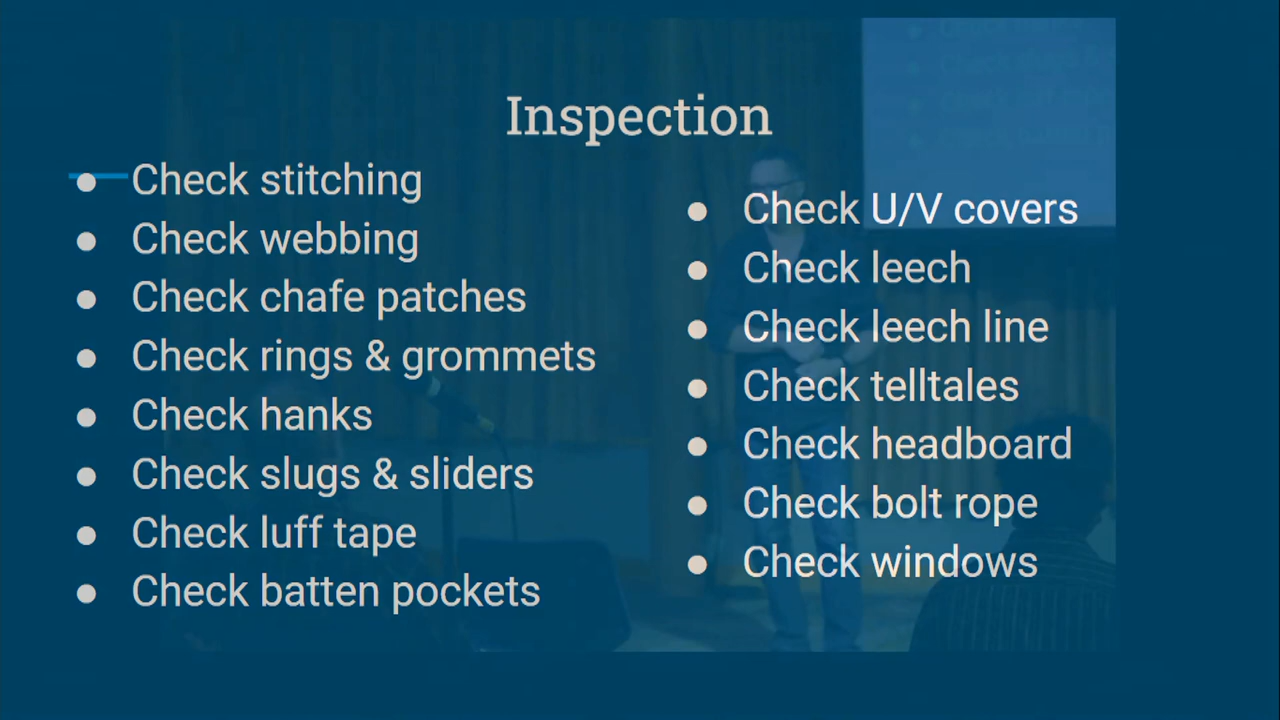 Inspection
● Check stitching
● Check webbing
● Check chafe patches
● Check rings & grommets
● Check hanks
● Check slugs & sliders
● Check luff tape
● Check batten pockets
● Check U/V covers
● Check leech
● Check leech line
● Check telltales
● Check headboard
● Check bolt rope
● Check windows